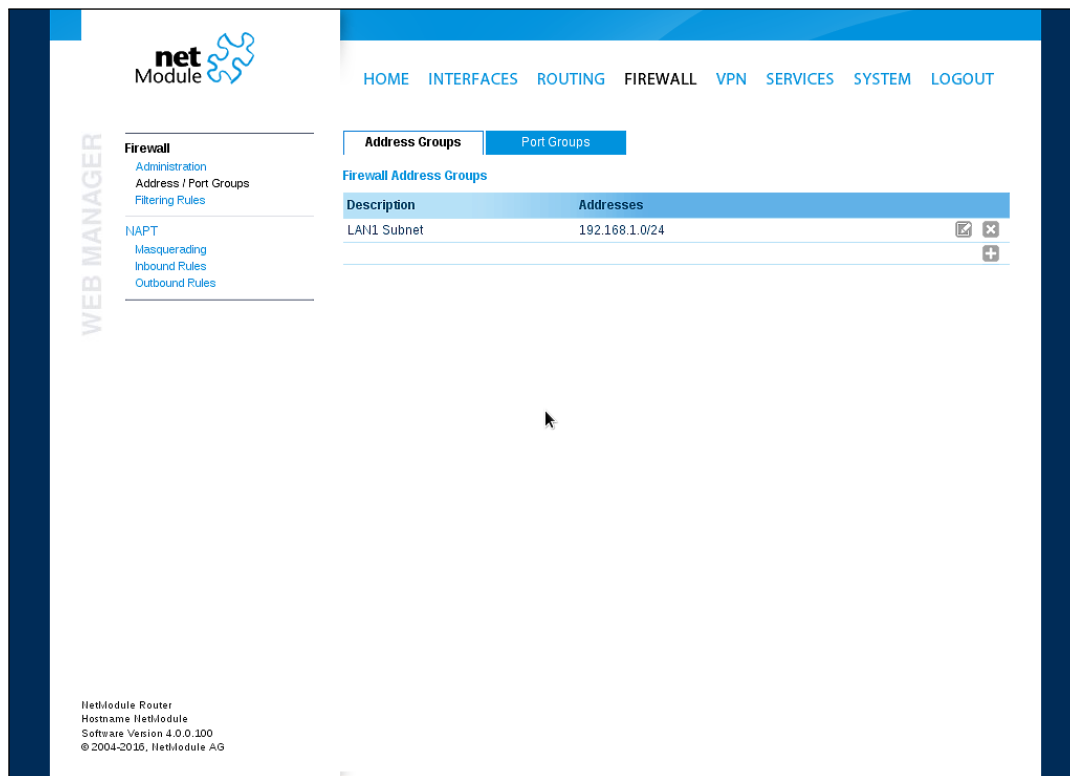 net
Module
HOME INTERFACES ROUTING FIREWALL VPN SERVICES SYSTEM LOGOUT
WEB MANAGER
Firewall
Administration
Address / Port Groups
Filtering Rules
NAPT
Masquerading
Inbound Rules
Outbound Rules
Address Groups Port Groups
Firewall Address Groups
Description Addresses
LAN1 Subnet 192.168.1.0/24
NetModule Router
Hostname NetModule
Software Version 4.0.0.100
© 2004-2016, NetModule AG